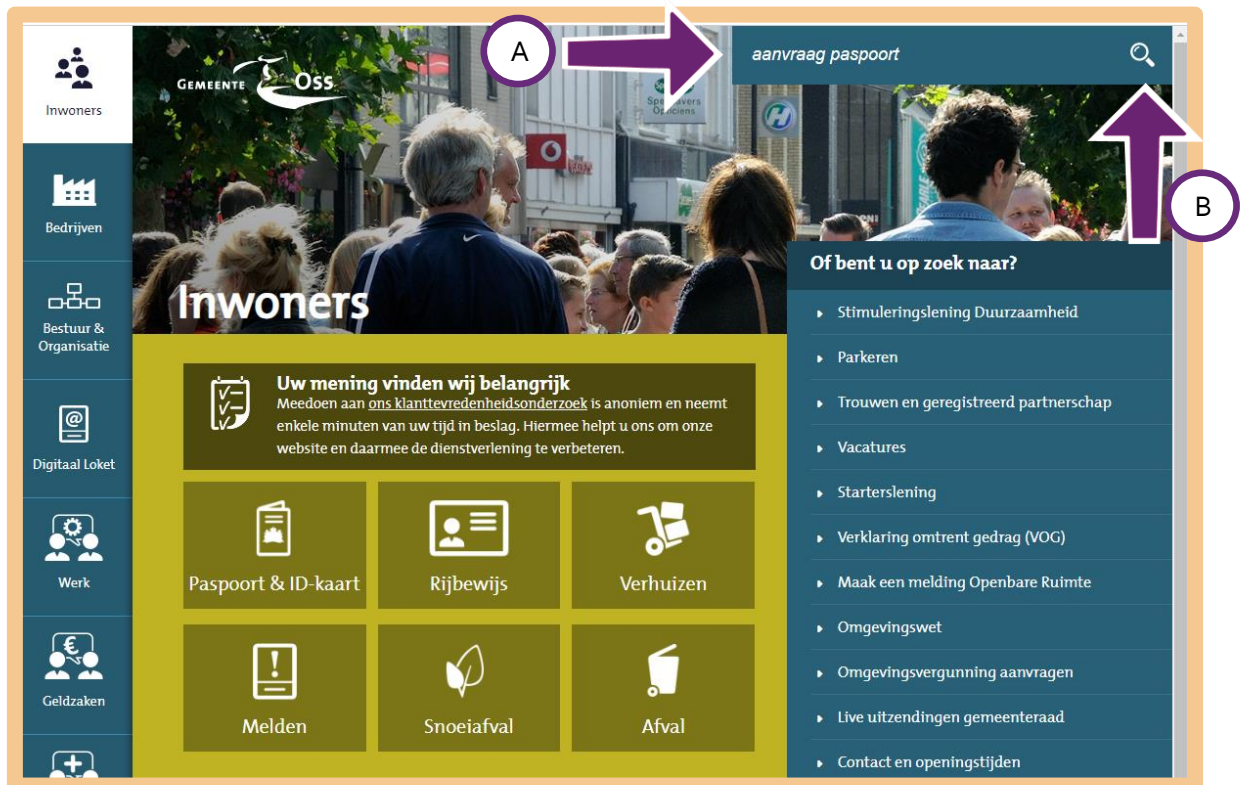 A
aanvraag paspoort
Inwoners
GEMEENTE OSS
Specsavers
Opticiens
B
Bedrijven
Of bent u op zoek naar?
Inwoners
Stimuleringslening Duurzaamheid
Bestuur &
Organisatie
Parkeren
Uw mening vinden wij belangrijk
Meedoen aan ons klanttevredenheidsonderzoek is anoniem en neemt
enkele minuten van uw tijd in beslag. Hiermee helpt u ons om onze
website en daarmee de dienstverlening te verbeteren.
Trouwen en geregistreerd partnerschap
Vacatures
Digitaal Loket
Starterslening
Verklaring omtrent gedrag (VOG)
Werk
Paspoort & ID-kaart
Rijbewijs
Verhuizen
Maak een melding Openbare Ruimte
Omgevingswet
Omgevingsvergunning aanvragen
Geldzaken
Melden
Snoeiafval
Afval
Live uitzendingen gemeenteraad
Contact en openingstijden